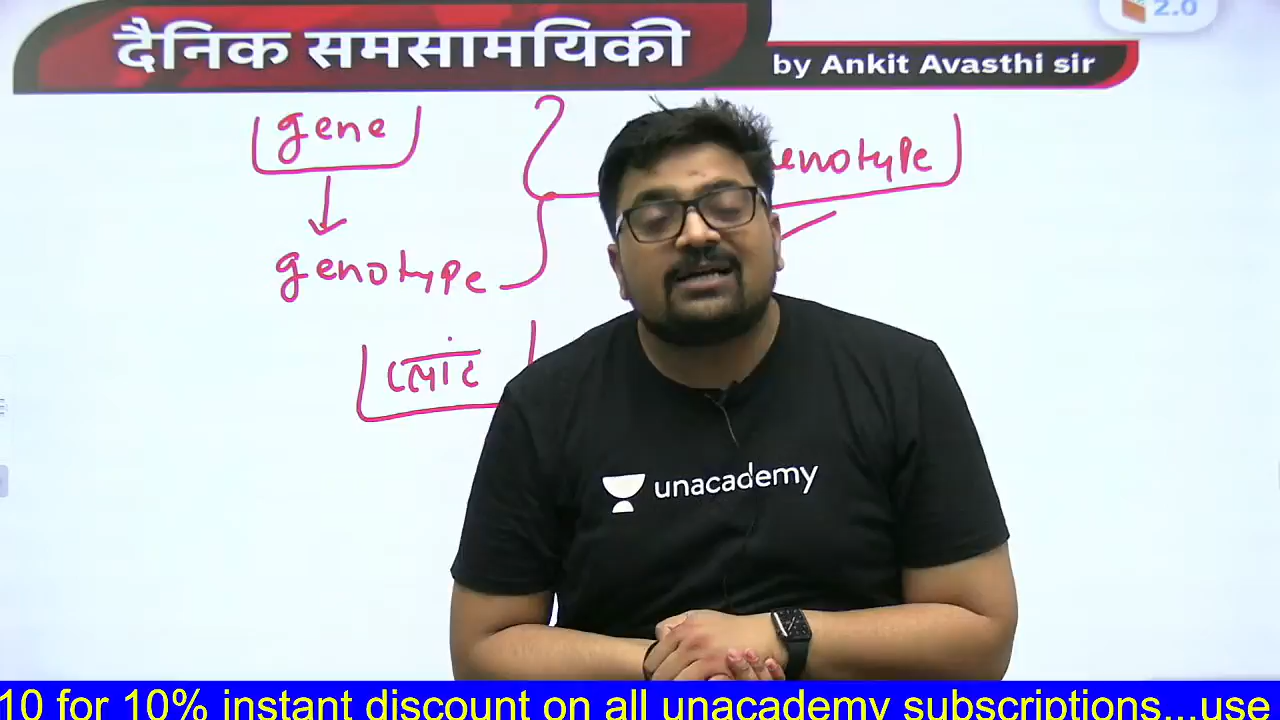 2.0
दैनिक समसामयिकी
by Ankit Avasthi sir
gene
enotype
genotype
unacademy
10 for 10% instant discount on all unacademy subscriptions...use